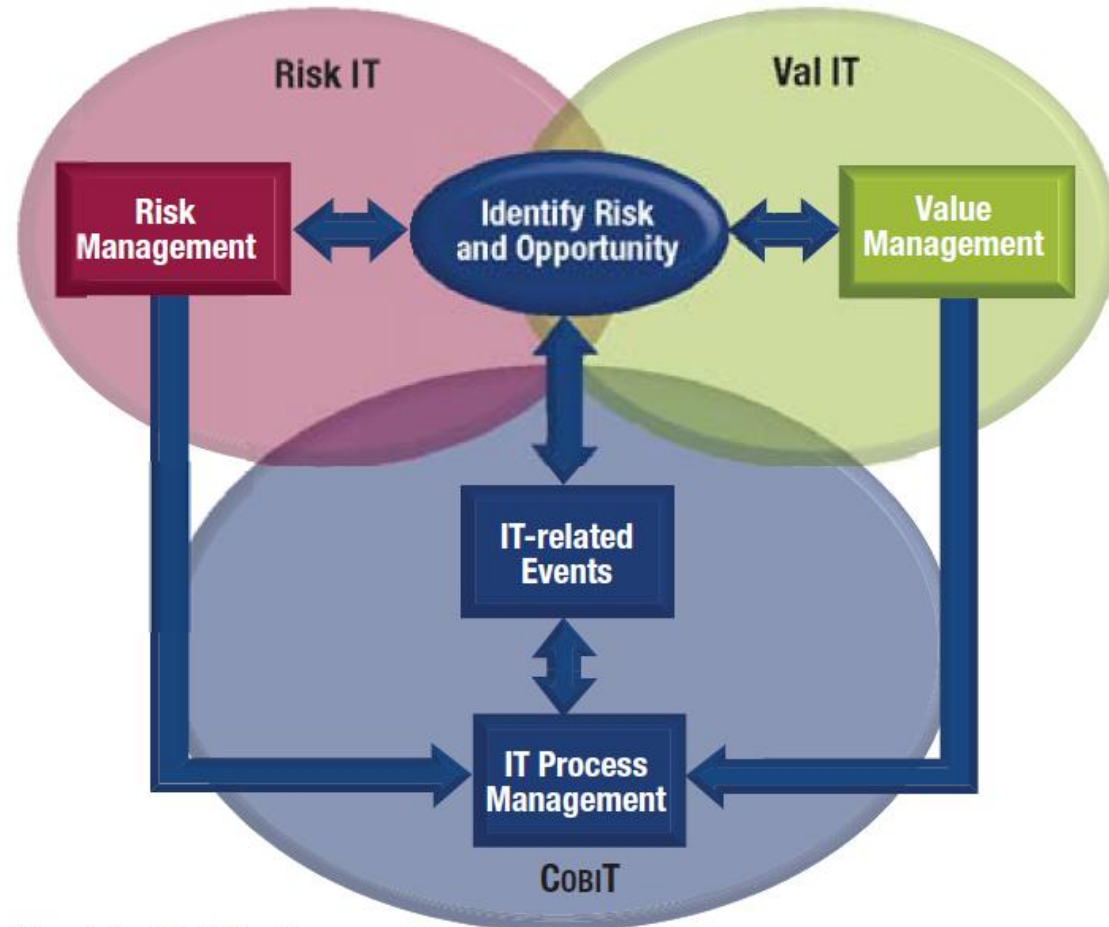 Risk IT
Val IT
Risk
Management
Identify Risk
and Opportunity
Value
Management
IT-related
Events
IT Process
Management
COBIT